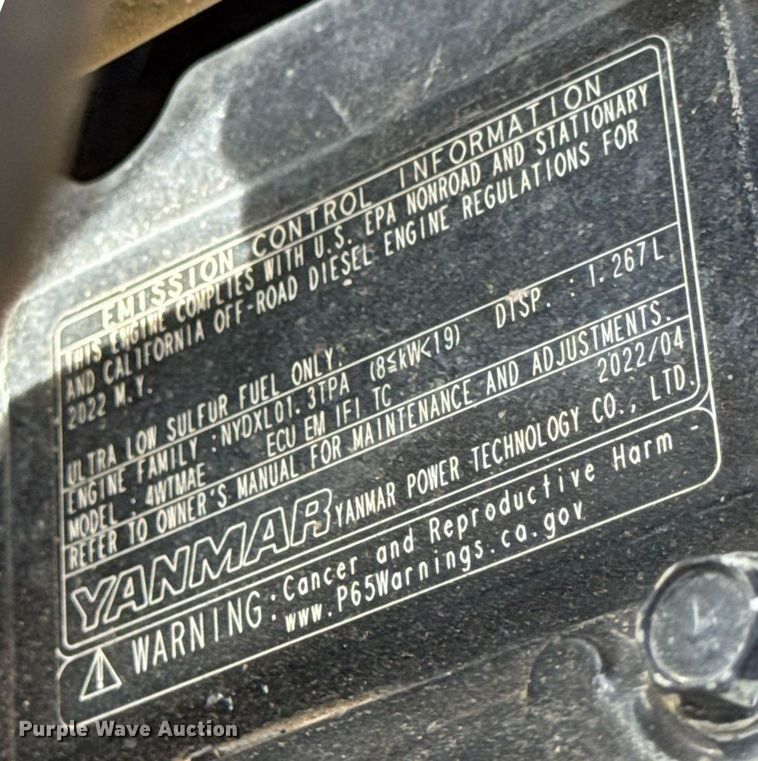 EMISSION CONTROL INFORMATION
THIS ENGINE COMPLIES WITH U.S. EPA NONROAD AND STATIONARY
AND CALIFORNIA OFF-ROAD DIESEL ENGINE REGULATIONS FOR
2022 M.Y.
ULTRA LOW SULFUR FUEL ONLY.
ENGINE FAMILY : NYDXL01.3TPA (8≤kW<19) DISP. : 1.267L
MODEL : 4WTMAE ECU EM IFI TC
REFER TO OWNER'S MANUAL FOR MAINTENANCE AND ADJUSTMENTS.
2022/04
YANMAR YANMAR POWER TECHNOLOGY CO., LTD.
WARNING: Cancer and Reproductive Harm -
www.P65Warnings.ca.gov
Purple Wave Auction